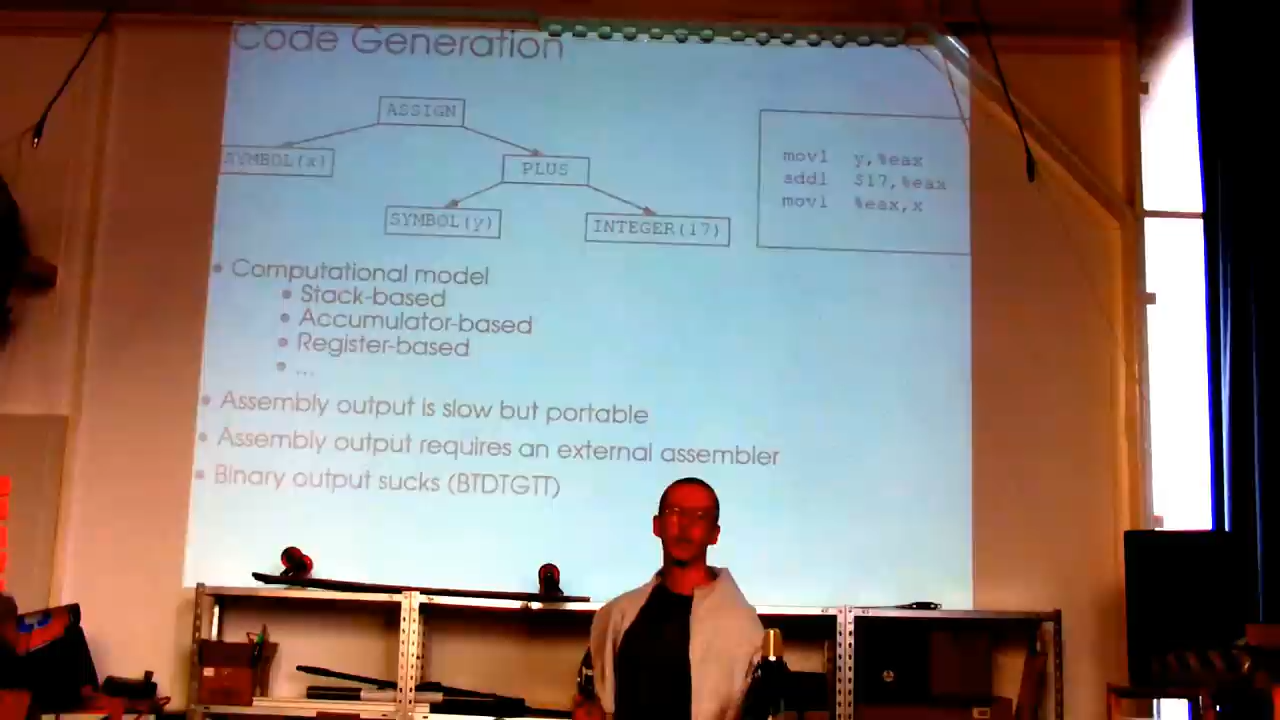 Code Generation
ASSIGN
SYMBOL(x)
PLUS
SYMBOL(y)
INTEGER(17)
movl y,%eax
addl $17,%eax
movl %eax,x
• Computational model
• Stack-based
• Accumulator-based
• Register-based
• ...
• Assembly output is slow but portable
• Assembly output requires an external assembler
• Binary output sucks (BTDTGTT)